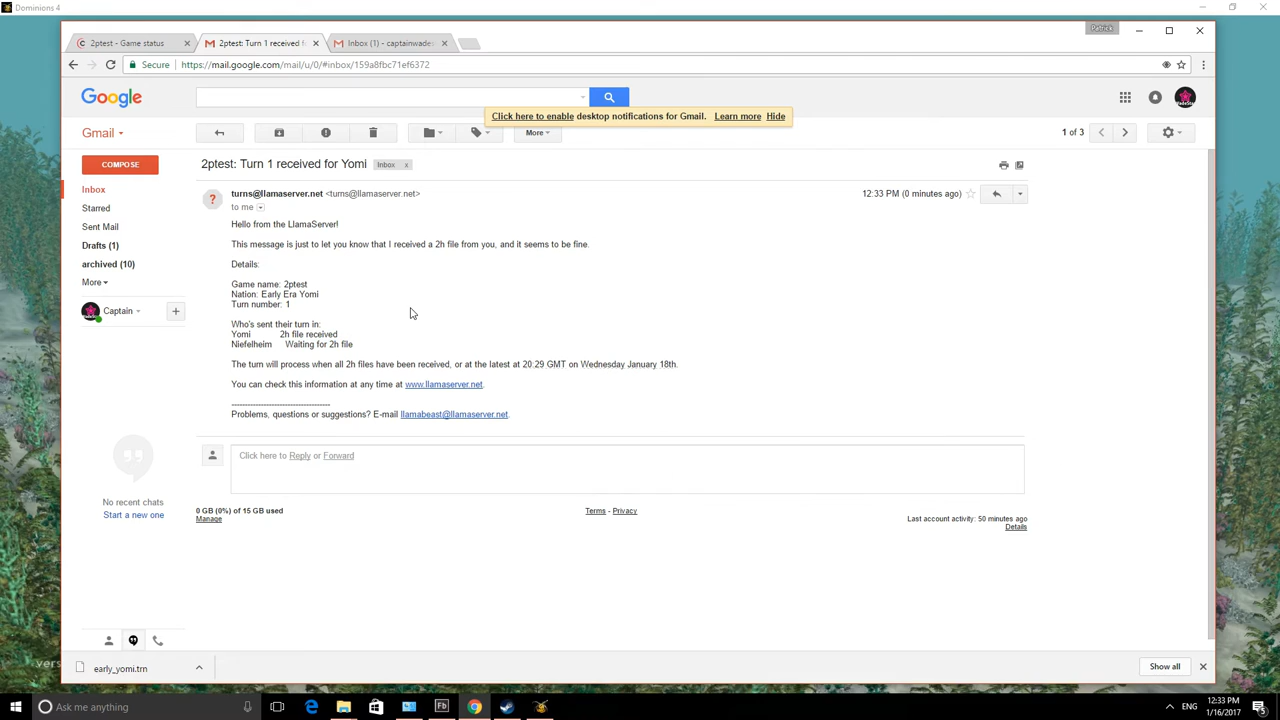 Dominions 4
Patrick
2ptest - Game status
2ptest: Turn 1 received f
Inbox (1) - captainwades
Secure
https://mail.google.com/mail/u/0/#inbox/159a8fbc71ef6372
Google
Click here to enable desktop notifications for Gmail. Learn more Hide
Gmail
More
1 of 3
COMPOSE
2ptest: Turn 1 received for Yomi
Inbox x
Inbox
Starred
Sent Mail
Drafts (1)
archived (10)
More
Captain
turns@llamaserver.net <turns@llamaserver.net>
12:33 PM (0 minutes ago)
to me
Hello from the LlamaServer!
This message is just to let you know that I received a 2h file from you, and it seems to be fine.
Details:
Game name: 2ptest
Nation: Early Era Yomi
Turn number: 1
Who's sent their turn in:
Yomi 2h file received
Niefelheim Waiting for 2h file
The turn will process when all 2h files have been received, or at the latest at 20:29 GMT on Wednesday January 18th.
You can check this information at any time at www.llamaserver.net.
-----------------------------------
Problems, questions or suggestions? E-mail llamabeast@llamaserver.net.
Click here to Reply or Forward
No recent chats
Start a new one
0 GB (0%) of 15 GB used
Manage
Terms - Privacy
Last account activity: 50 minutes ago
Details
early_yomi.trn
Show all
Ask me anything
ENG
12:33 PM
1/16/2017